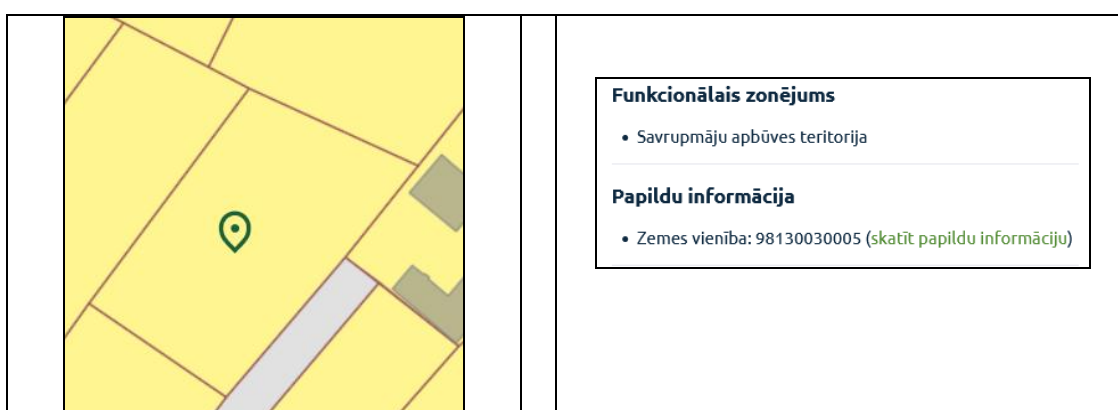 Funkcionālais zonējums
• Savrupmāju apbūves teritorija
Papildu informācija
• Zemes vienība: 98130030005 (skatīt papildu informāciju)